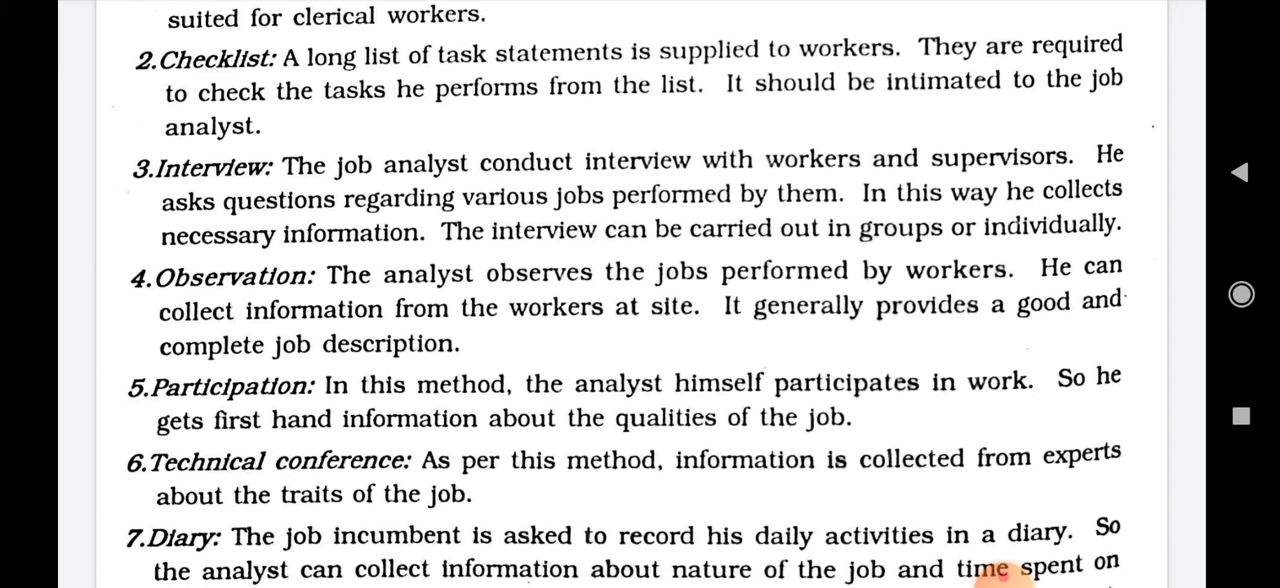 suited for clerical workers.
2. Checklist: A long list of task statements is supplied to workers. They are required
to check the tasks he performs from the list. It should be intimated to the job
analyst.
3. Interview: The job analyst conduct interview with workers and supervisors. He
asks questions regarding various jobs performed by them. In this way he collects
necessary information. The interview can be carried out in groups or individually.
4. Observation: The analyst observes the jobs performed by workers. He can
collect information from the workers at site. It generally provides a good and
complete job description.
5. Participation: In this method, the analyst himself participates in work. So he
gets first hand information about the qualities of the job.
6. Technical conference: As per this method, information is collected from experts
about the traits of the job.
7. Diary: The job incumbent is asked to record his daily activities in a diary. So
the analyst can collect information about nature of the job and time spent on